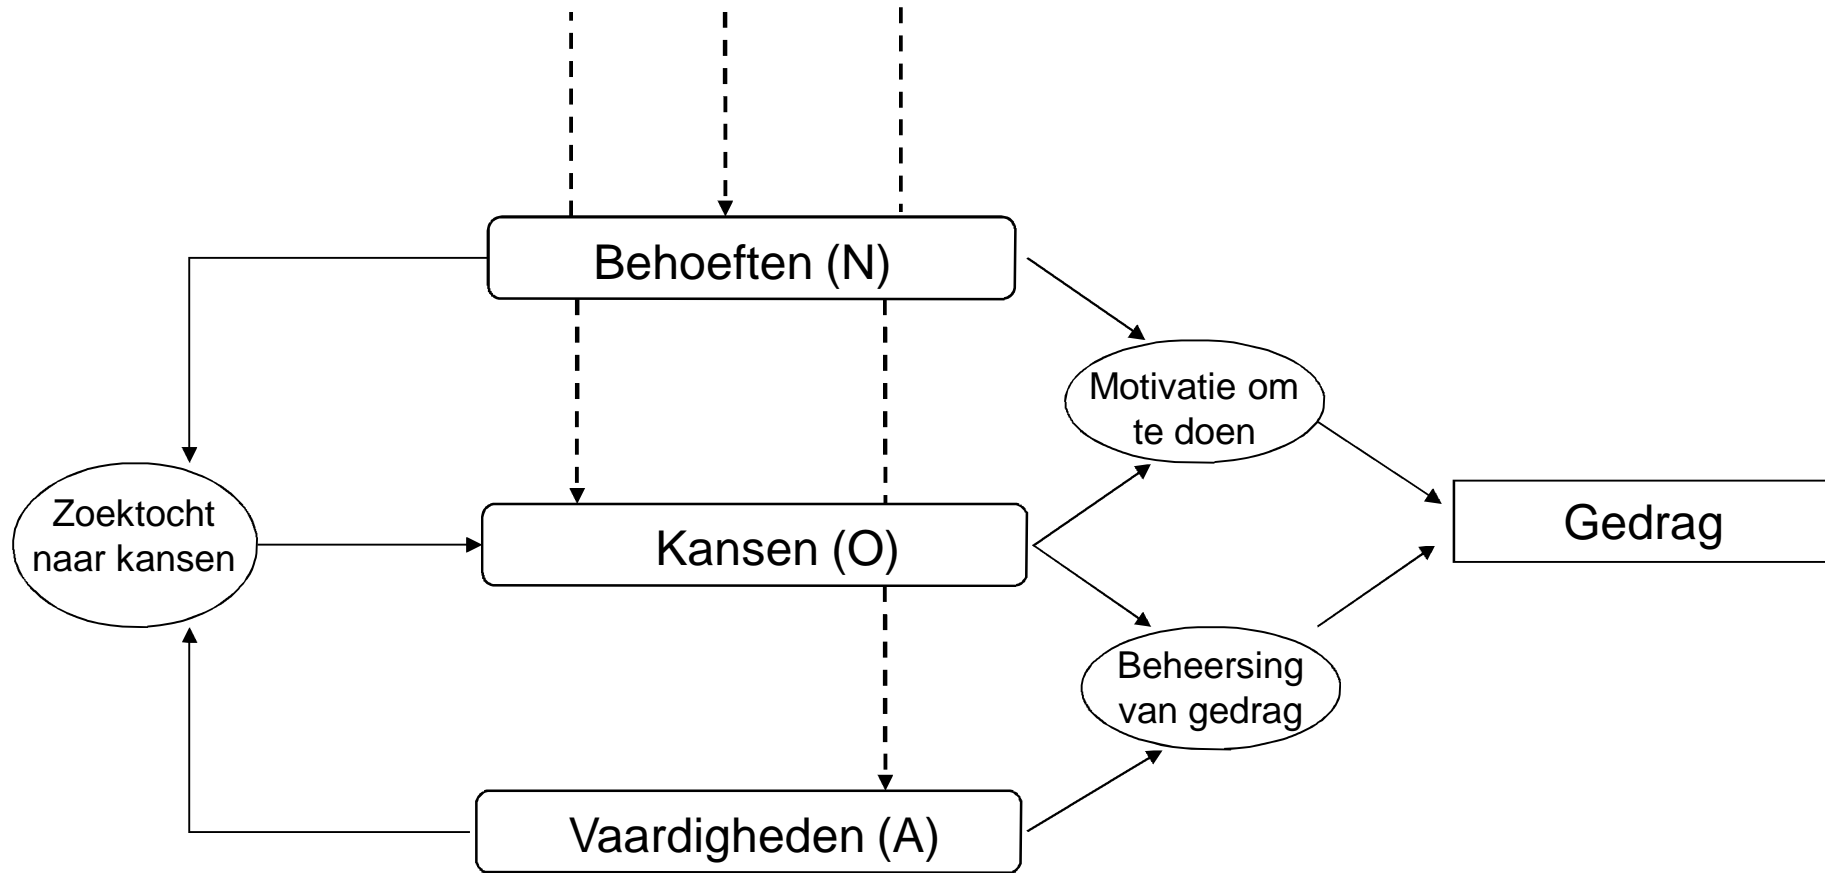 Behoeften (N)
Motivatie om
te doen
Zoektocht
naar kansen
Kansen (O)
Gedrag
Beheersing
van gedrag
Vaardigheden (A)